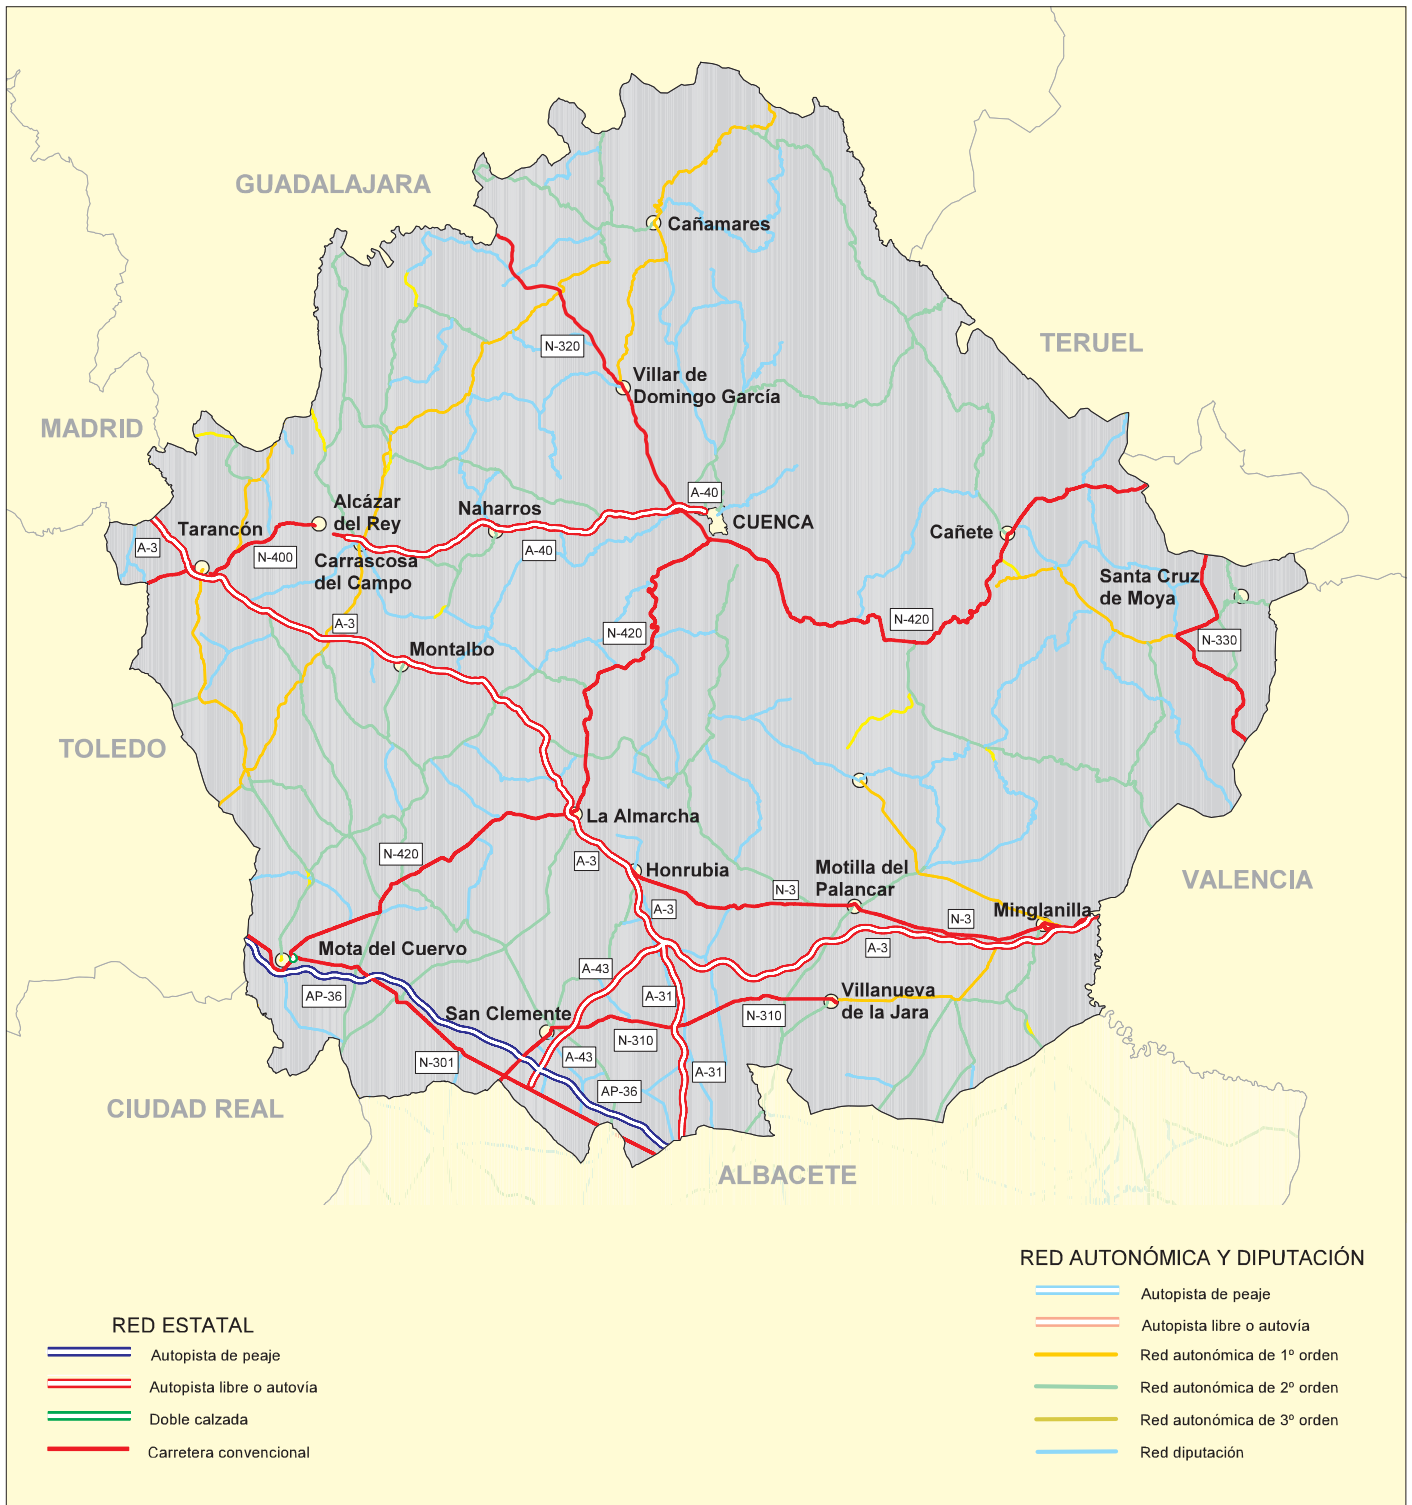 GUADALAJARA
Cañamares
TERUEL
N-320
Villar de
Domingo García
MADRID
A-40
Alcázar
del Rey
Naharros
Tarancón
CUENCA
Cañete
A-3
N-400
A-40
Carrascosa
del Campo
Santa Cruz
de Moya
A-3
N-420
N-420
N-330
Montalbo
TOLEDO
La Almarcha
N-420
A-3
Honrubia
Motilla del
Palancar
VALENCIA
N-3
A-3
Minglanilla
N-3
Mota del Cuervo
A-3
A-43
AP-36
A-31
Villanueva
de la Jara
San Clemente
N-310
N-310
A-43
N-301
A-31
AP-36
CIUDAD REAL
ALBACETE
RED ESTATAL
Autopista de peaje
Autopista libre o autovía
Doble calzada
Carretera convencional
RED AUTONÓMICA Y DIPUTACIÓN
Autopista de peaje
Autopista libre o autovía
Red autonómica de 1º orden
Red autonómica de 2º orden
Red autonómica de 3º orden
Red diputación